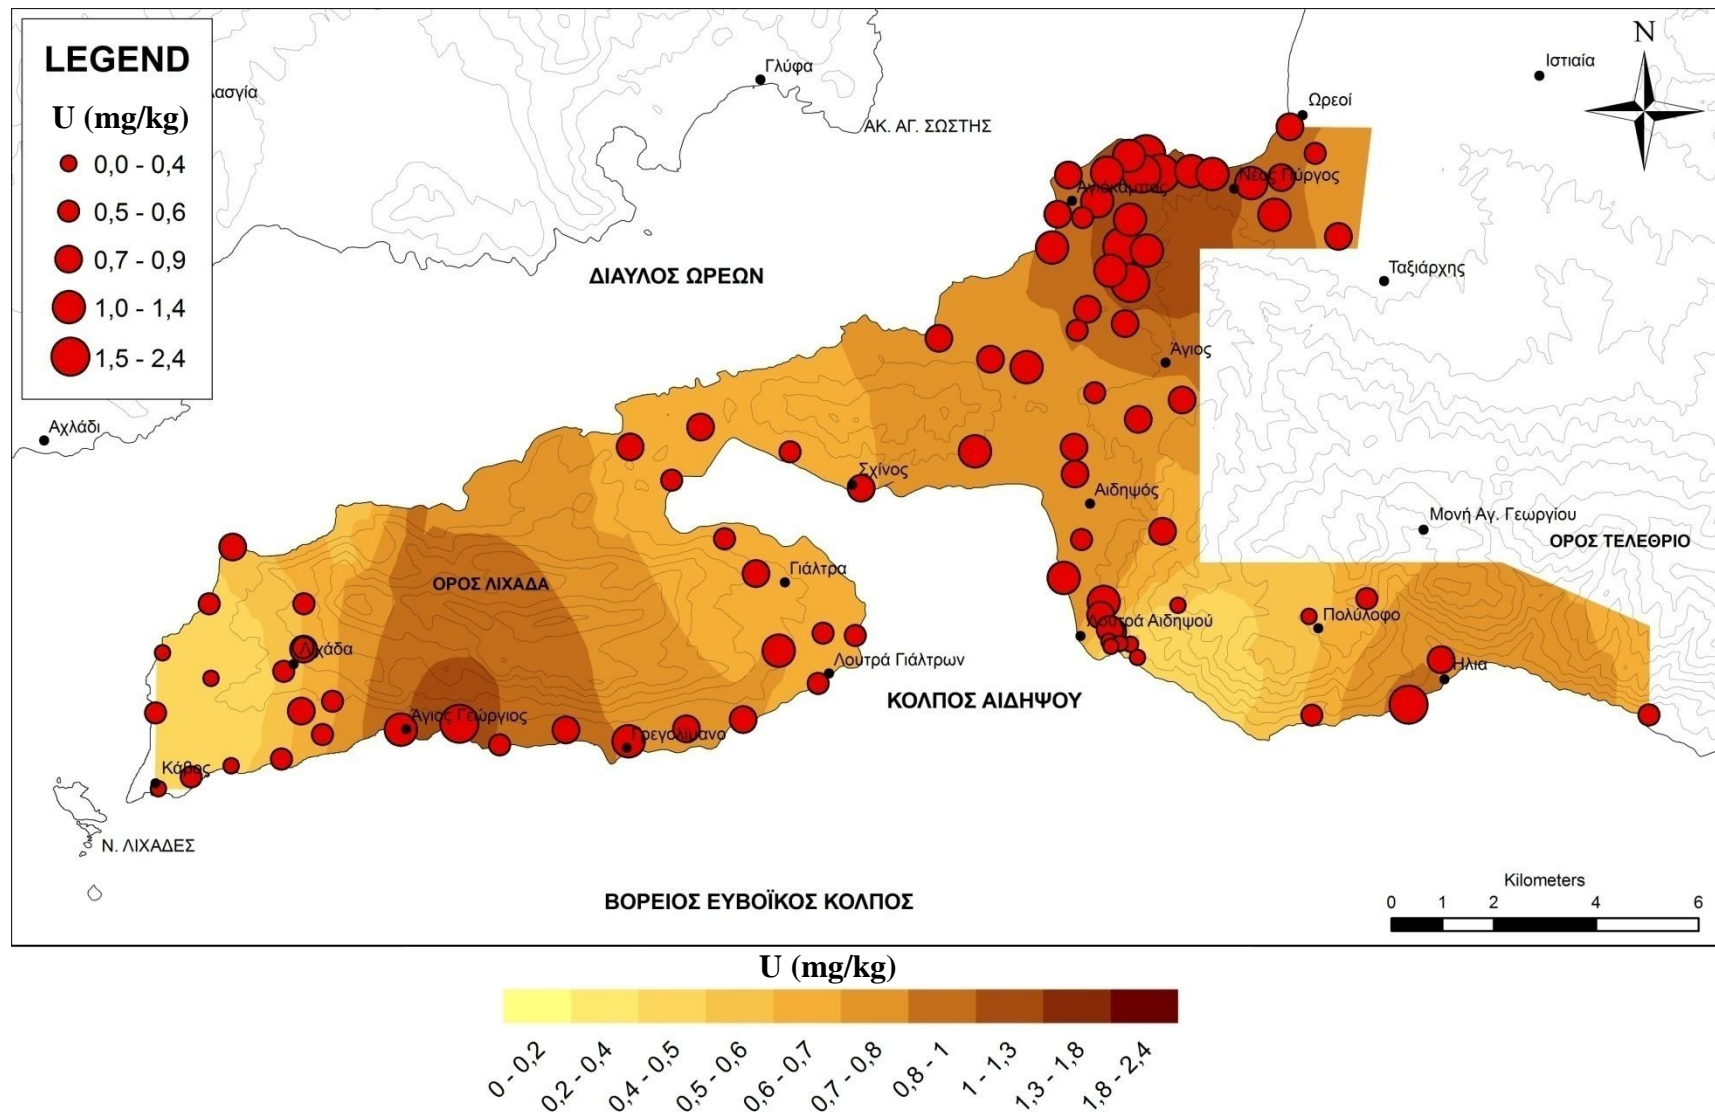 LEGEND
U (mg/kg)
0,0 - 0,4
0,5 - 0,6
0,7 - 0,9
1,0 - 1,4
1,5 - 2,4
λασγία
Γλύφα
ΑΚ. ΑΓ. ΣΩΣΤΗΣ
Ωρεοί
Ιστιαία
N
Αγιόκαμπος
Νέος Πύργος
ΔΙΑΥΛΟΣ ΩΡΕΩΝ
Ταξιάρχης
Άγιος
Αχλάδι
Σχίνος
Αιδηψός
Μονή Αγ. Γεωργίου
ΟΡΟΣ ΤΕΛΕΘΡΙΟ
ΟΡΟΣ ΛΙΧΑΔΑ
Γιάλτρα
Πολύλοφο
Λουτρά Αιδηψού
Λιχάδα
Λουτρά Γιάλτρων
Ήλια
ΚΟΛΠΟΣ ΑΙΔΗΨΟΥ
Άγιος Γεώργιος
Γρεγολίμανο
Κάβος
Ν. ΛΙΧΑΔΕΣ
ΒΟΡΕΙΟΣ ΕΥΒΟΪΚΟΣ ΚΟΛΠΟΣ
Kilometers
0 1 2 4 6
U (mg/kg)
0 - 0,2
0,2 - 0,4
0,4 - 0,5
0,5 - 0,6
0,6 - 0,7
0,7 - 0,8
0,8 - 1
1 - 1,3
1,3 - 1,8
1,8 - 2,4